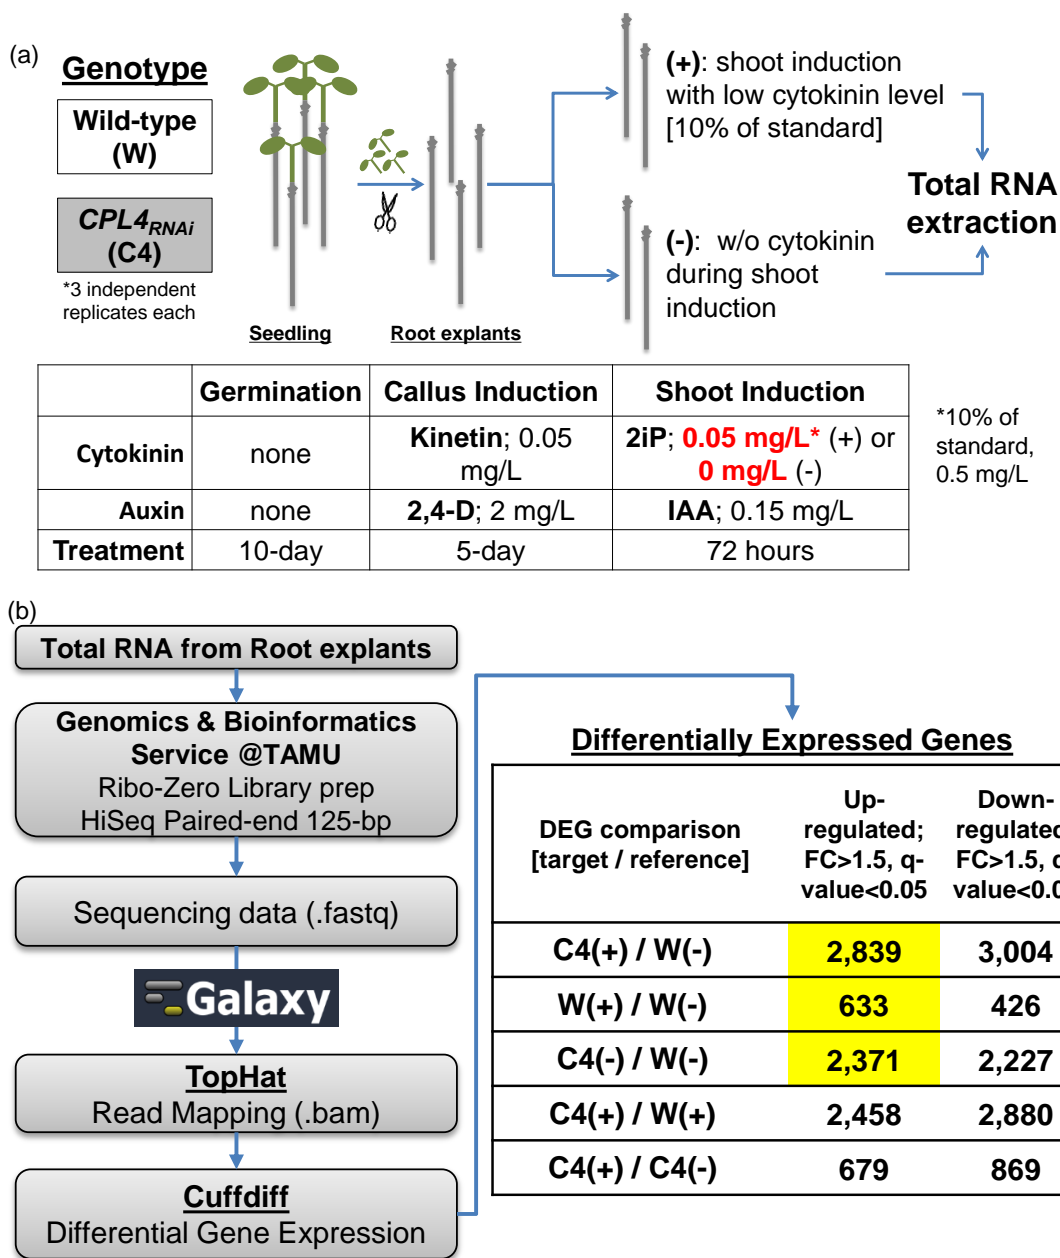 (a)
Genotype
Wild-type
(W)
CPL4RNAi
(C4)
*3 independent
replicates each
Seedling
Root explants
(+): shoot induction
with low cytokinin level
[10% of standard]
(-): w/o cytokinin
during shoot
induction
Total RNA
extraction
Germination Callus Induction Shoot Induction
Cytokinin none Kinetin; 0.05 mg/L 2iP; 0.05 mg/L* (+) or 0 mg/L (-)
Auxin none 2,4-D; 2 mg/L IAA; 0.15 mg/L
Treatment 10-day 5-day 72 hours
*10% of
standard,
0.5 mg/L
(b)
Total RNA from Root explants
Genomics & Bioinformatics
Service @TAMU
Ribo-Zero Library prep
HiSeq Paired-end 125-bp
Sequencing data (.fastq)
Galaxy
TopHat
Read Mapping (.bam)
Cuffdiff
Differential Gene Expression
Differentially Expressed Genes
DEG comparison
[target / reference]
Up-
regulated;
FC>1.5, q-
value<0.05
Down-
regulated
FC>1.5,
C4(+) / W(-) 2,839 3,004
W(+) / W(-) 633 426
C4(-) / W(-) 2,371 2,227
C4(+) / W(+) 2,458 2,880
C4(+) / C4(-) 679 869